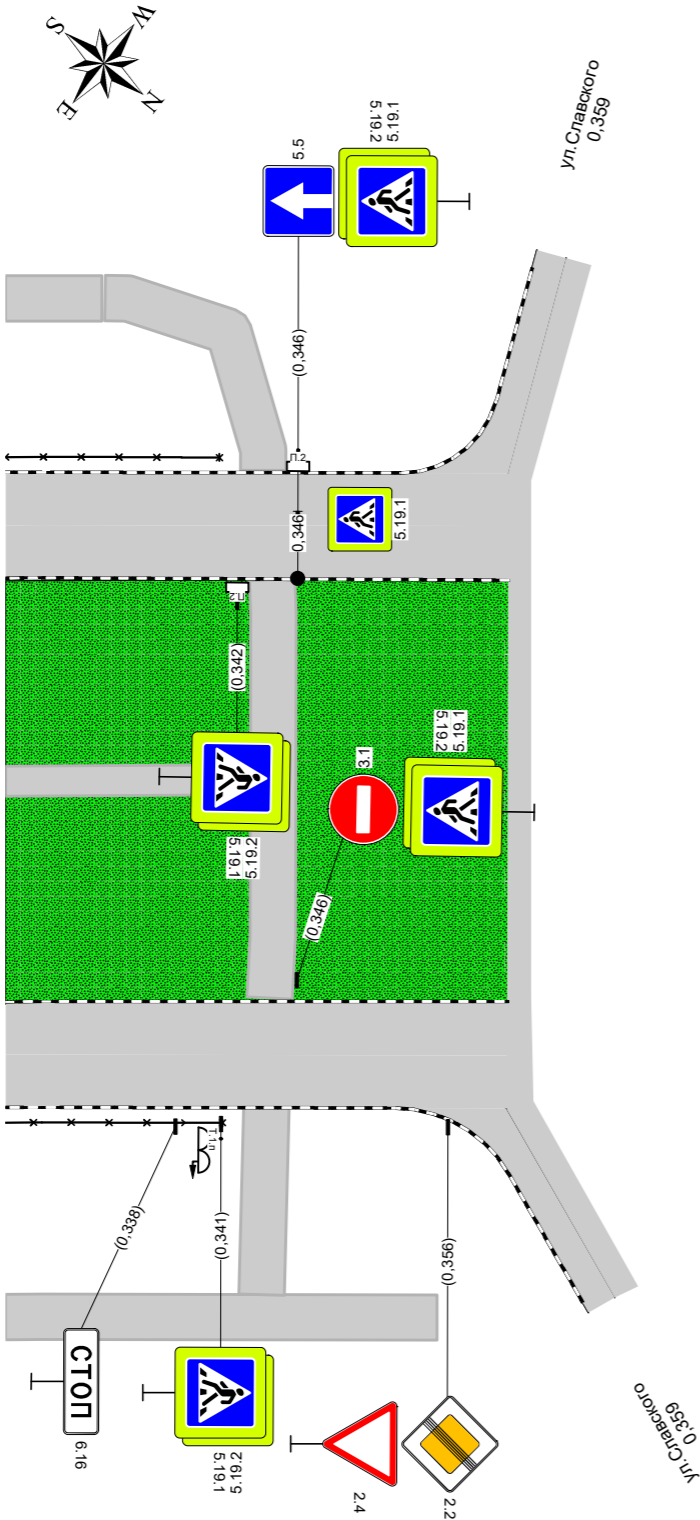 W
S
N
E
ул.Славского
0,359
5.19.1
5.19.2
5.5
(0,346)
П.2
0,346
5.19.1
П.2
(0,342)
5.19.1
5.19.2
3.1
5.19.2
5.19.1
(0,346)
Т.1.п
(0,338)
(0,341)
(0,356)
СТОП
6.16
5.19.2
5.19.1
2.4
2.2
ул.Славского
0,359